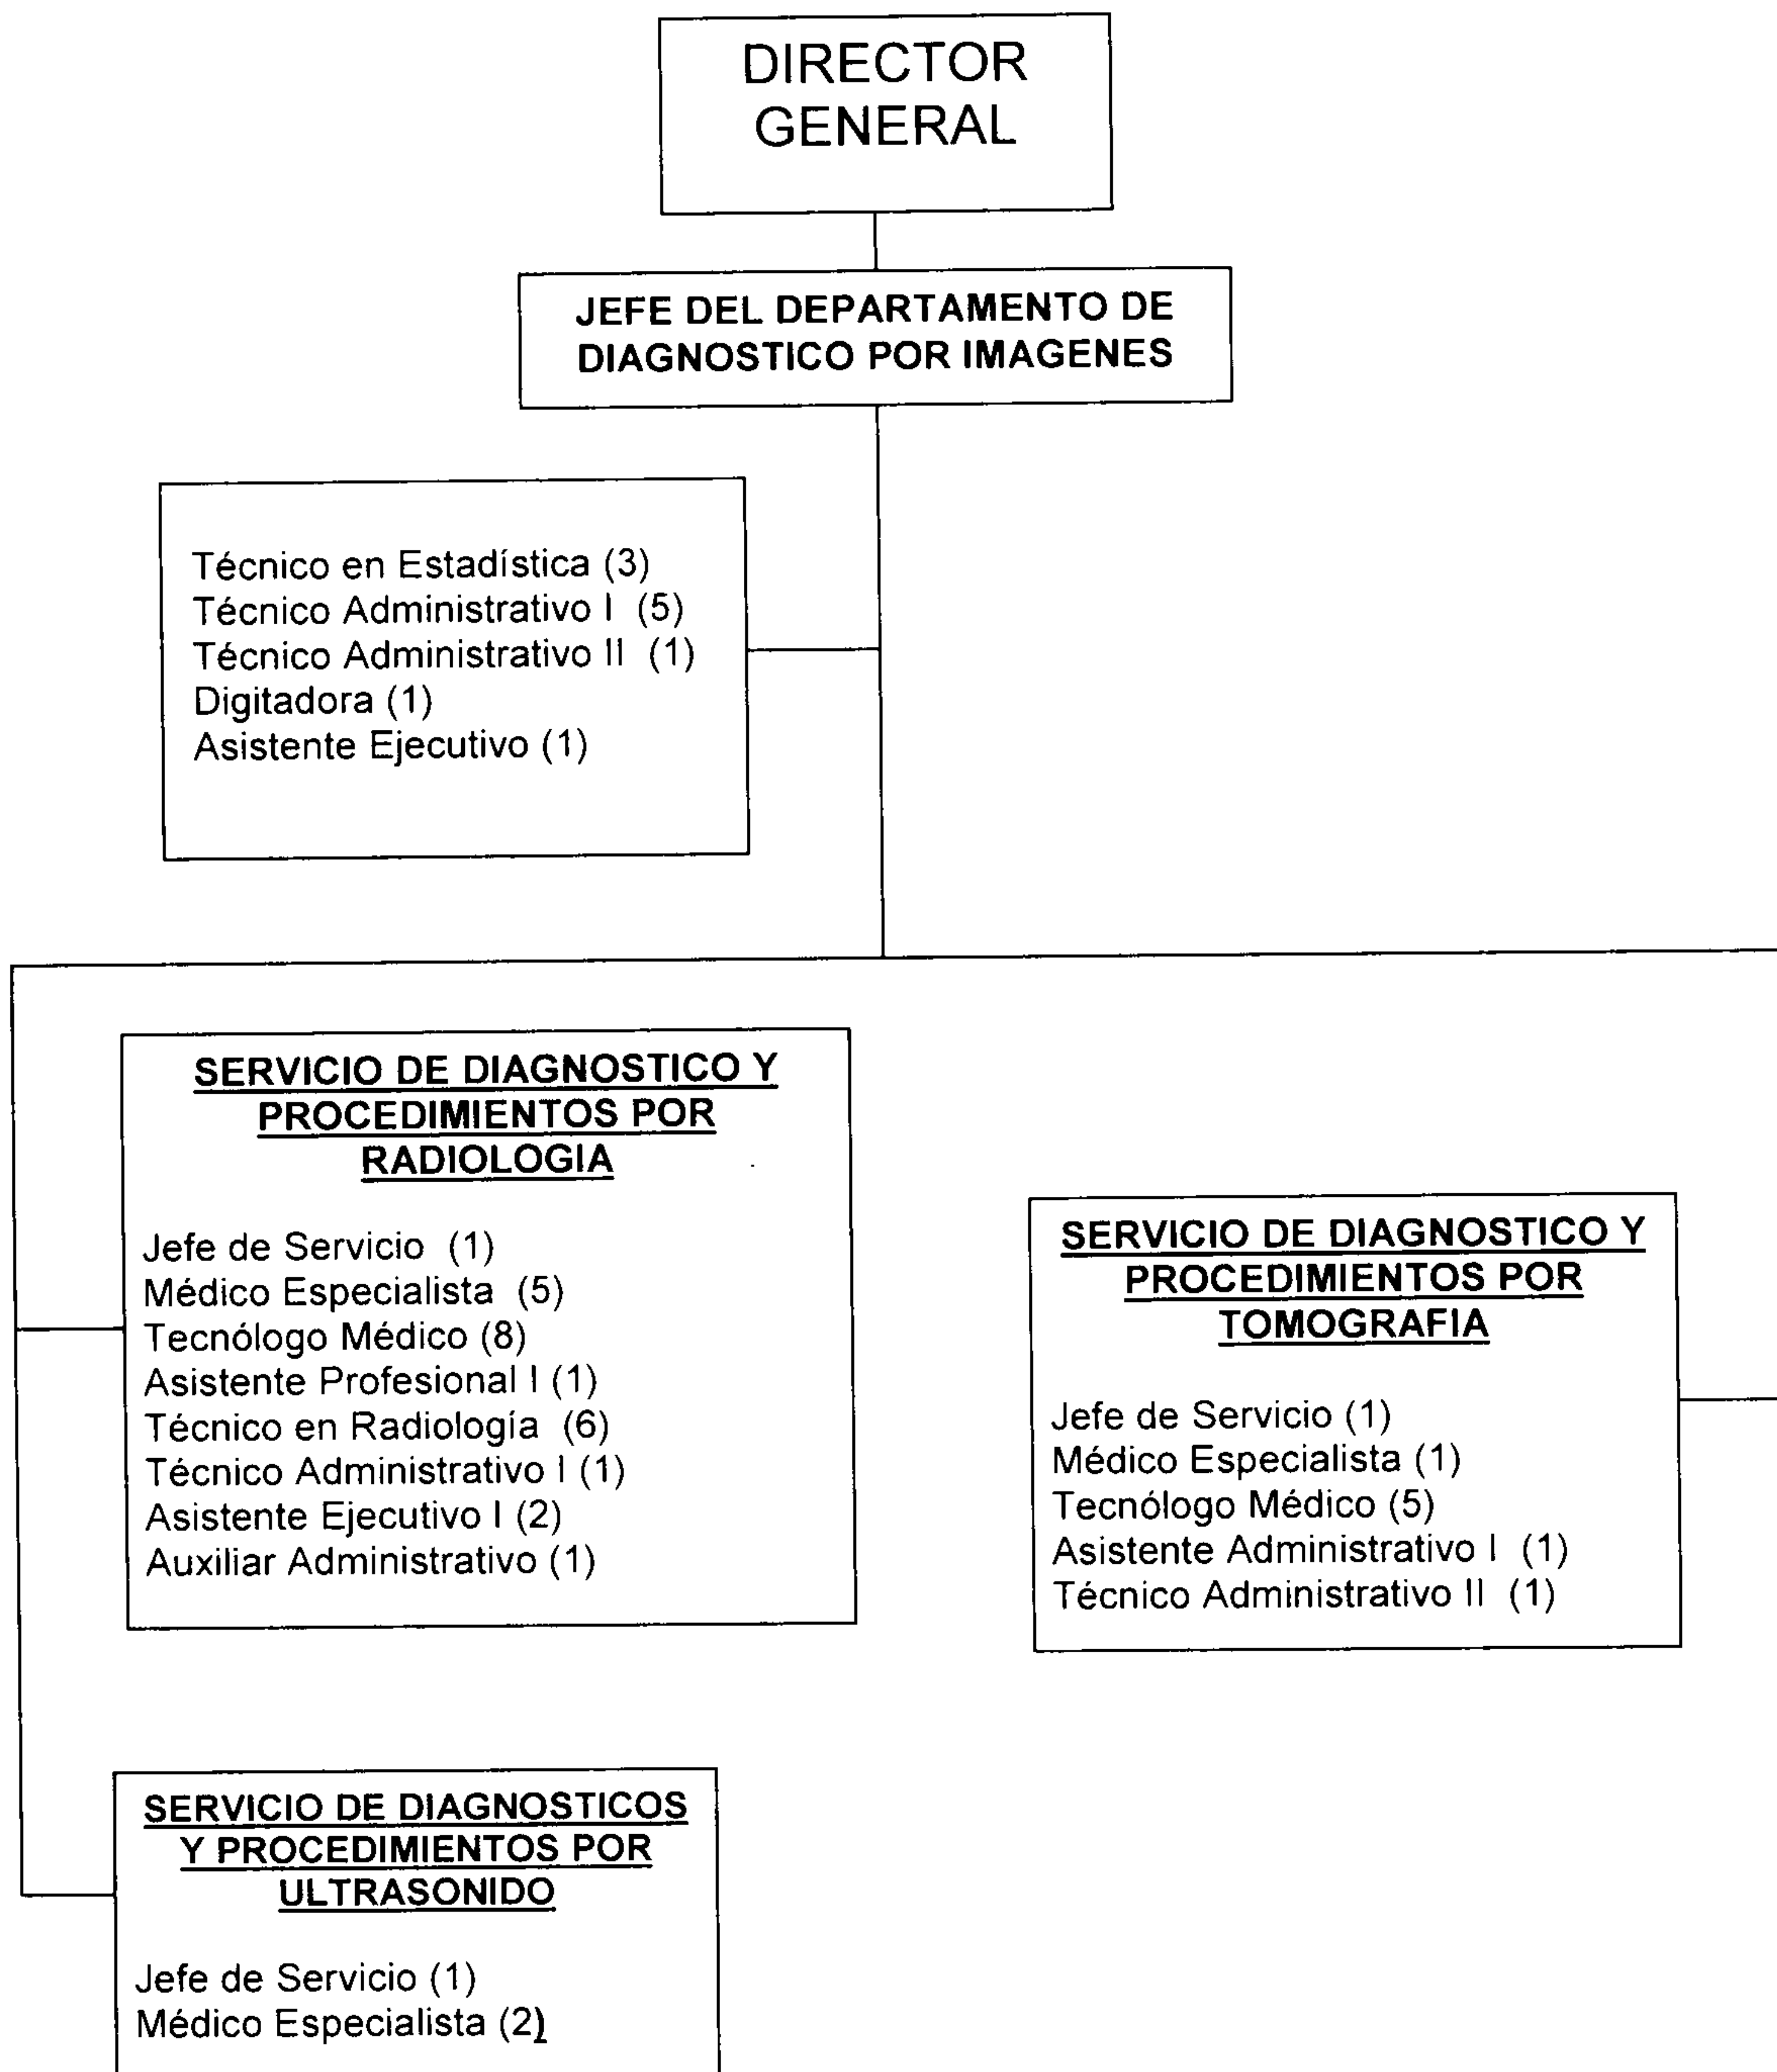 DIRECTOR
GENERAL
JEFE DEL DEPARTAMENTO DE
DIAGNOSTICO POR IMAGENES
Técnico en Estadística (3)
Técnico Administrativo I (5)
Técnico Administrativo II (1)
Digitadora (1)
Asistente Ejecutivo (1)
SERVICIO DE DIAGNOSTICO Y
PROCEDIMIENTOS POR
RADIOLOGIA
Jefe de Servicio (1)
Médico Especialista (5)
Tecnólogo Médico (8)
Asistente Profesional I (1)
Técnico en Radiología (6)
Técnico Administrativo I (1)
Asistente Ejecutivo I (2)
Auxiliar Administrativo (1)
SERVICIO DE DIAGNOSTICO Y
PROCEDIMIENTOS POR
TOMOGRAFIA
Jefe de Servicio (1)
Médico Especialista (1)
Tecnólogo Médico (5)
Asistente Administrativo I (1)
Técnico Administrativo II (1)
SERVICIO DE DIAGNOSTICOS
Y PROCEDIMIENTOS POR
ULTRASONIDO
Jefe de Servicio (1)
Médico Especialista (2)